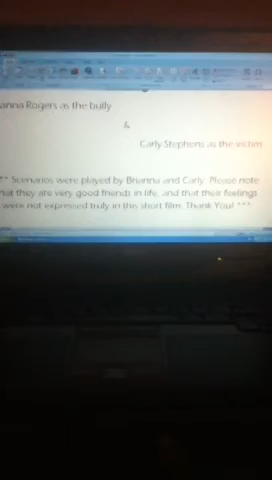 anna Rogers as the bully
&
Carly Stephens as the victim
** Scenarios were played by Brianna and Carly. Please note
hat they are very good friends in life, and that their feelings
were not expressed truly in this short film. Thank You! ***